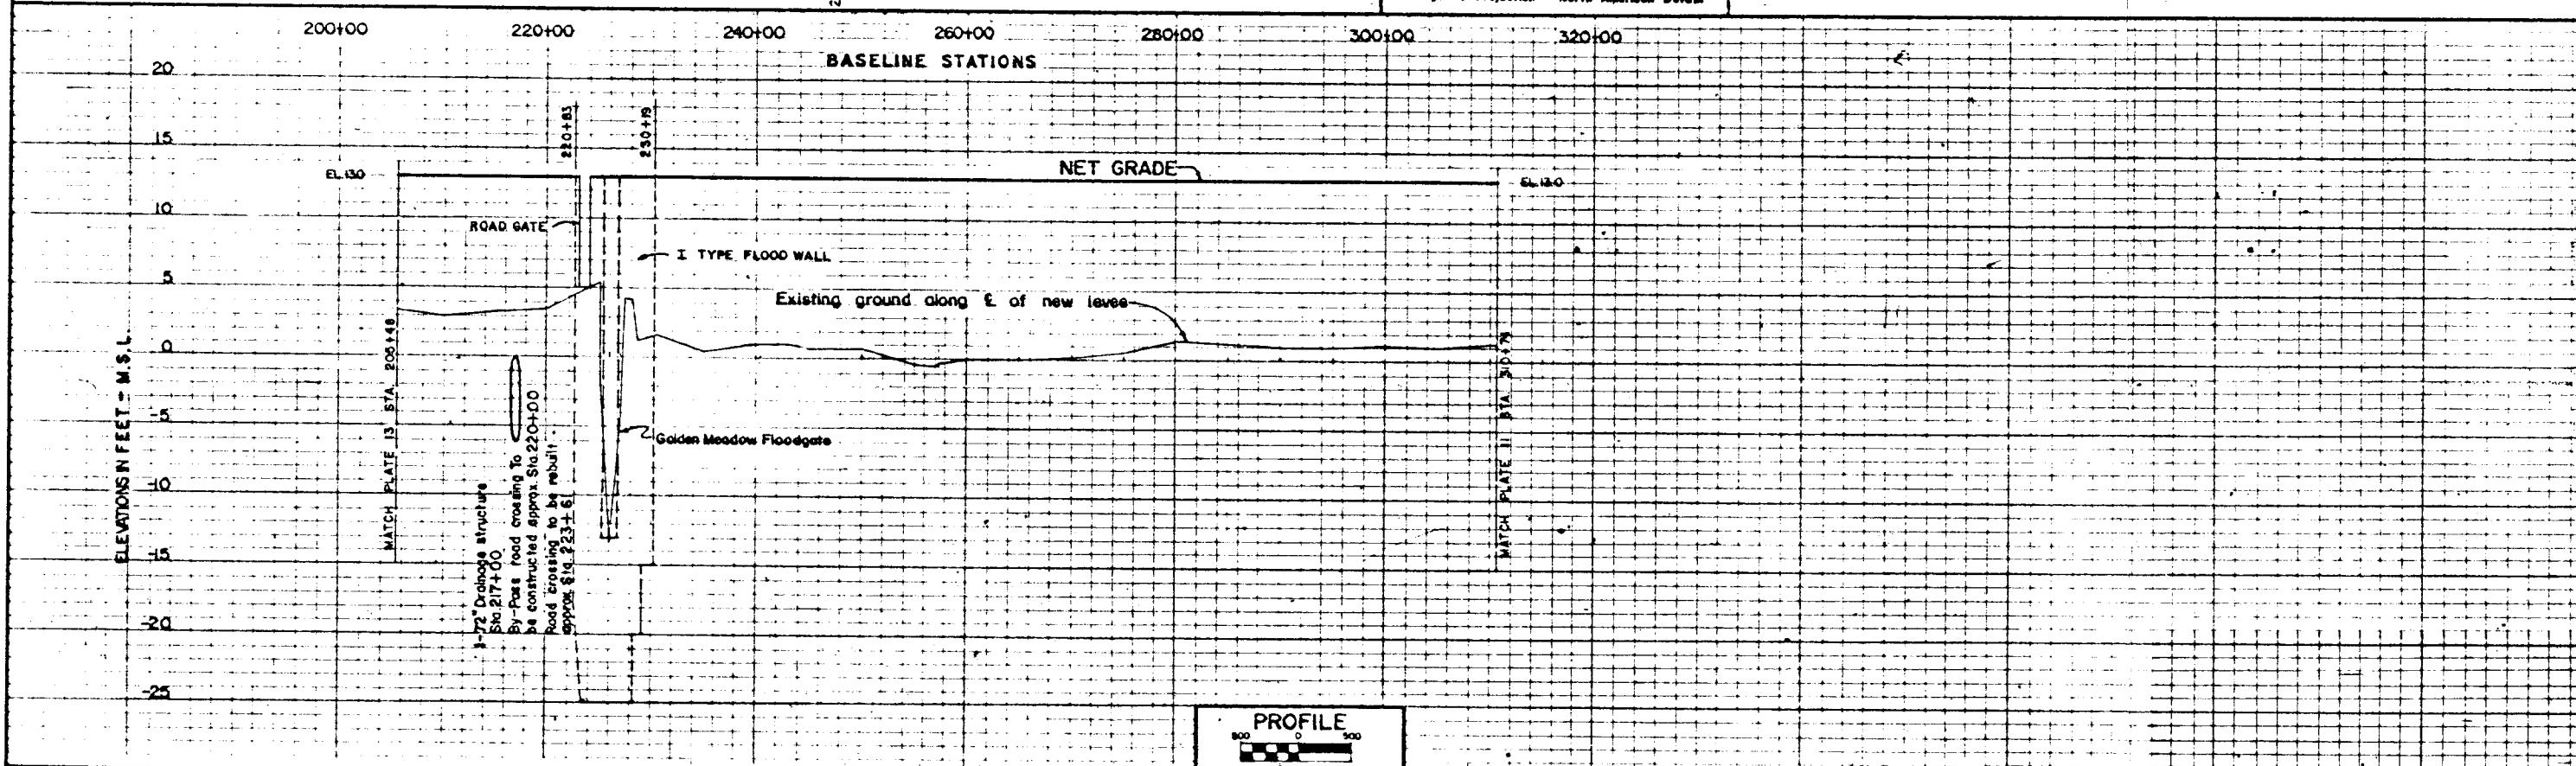 200+00 220+00 240+00 260+00 280+00 300+00 320+00
BASELINE STATIONS
20
15
10
5
0
-5
-10
-15
-20
-25
ELEVATIONS IN FEET - M.S.L.
EL. 13.0
220+83
230+19
NET GRADE
EL. 13.0
ROAD GATE
I TYPE FLOOD WALL
Existing ground along ℄ of new levee
MATCH PLATE 13 STA. 206+48
Golden Meadow Floodgate
72" Drainage structure
Sta. 217+00
By-Pass road crossing To
be constructed approx. Sta. 220+00
Road crossing to be rebuilt
approx. Sta. 223+61
MATCH PLATE 11 STA. 310+74
PROFILE
0 500